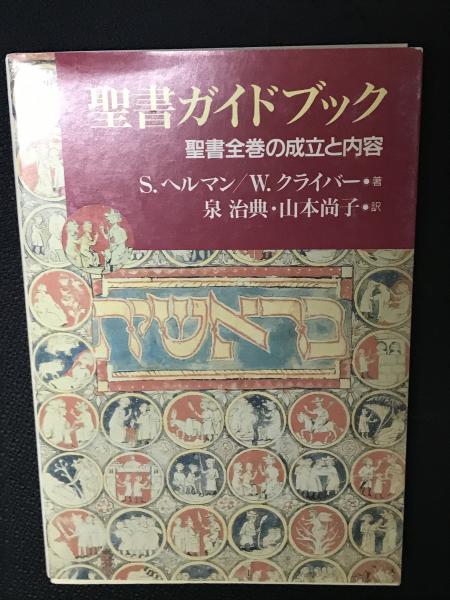 聖書ガイドブック
聖書全巻の成立と内容
S.ヘルマン/W.クライバー●著
泉 治典・山本尚子●訳
בראשית